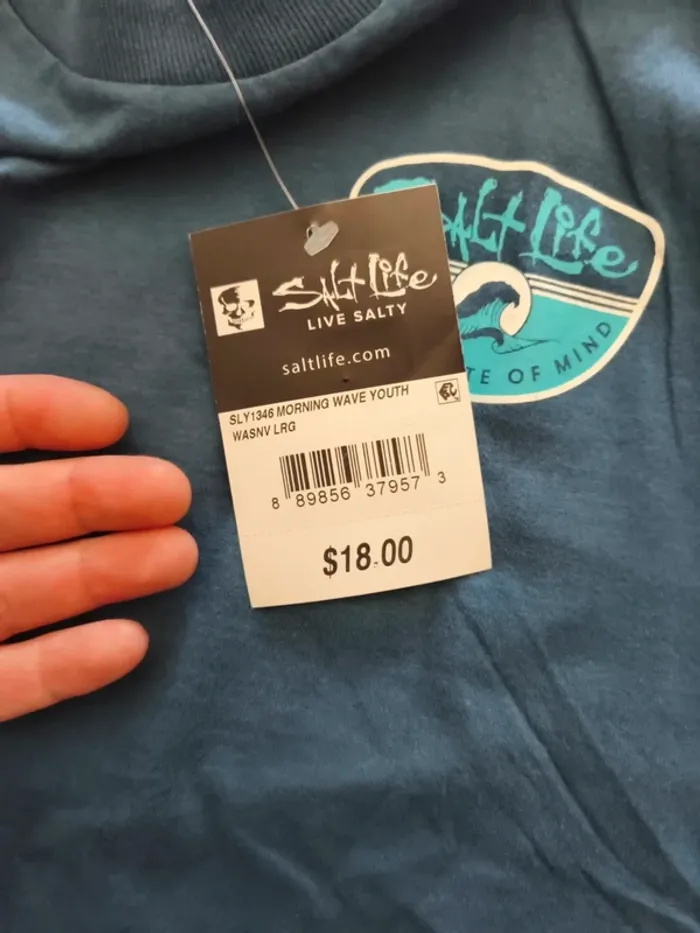 Salt Life
LIVE SALTY
saltlife.com
SLY1346 MORNING WAVE YOUTH
WASNV LRG
8 89856 37957 3
$18.00
Salt Life
TE OF MIND